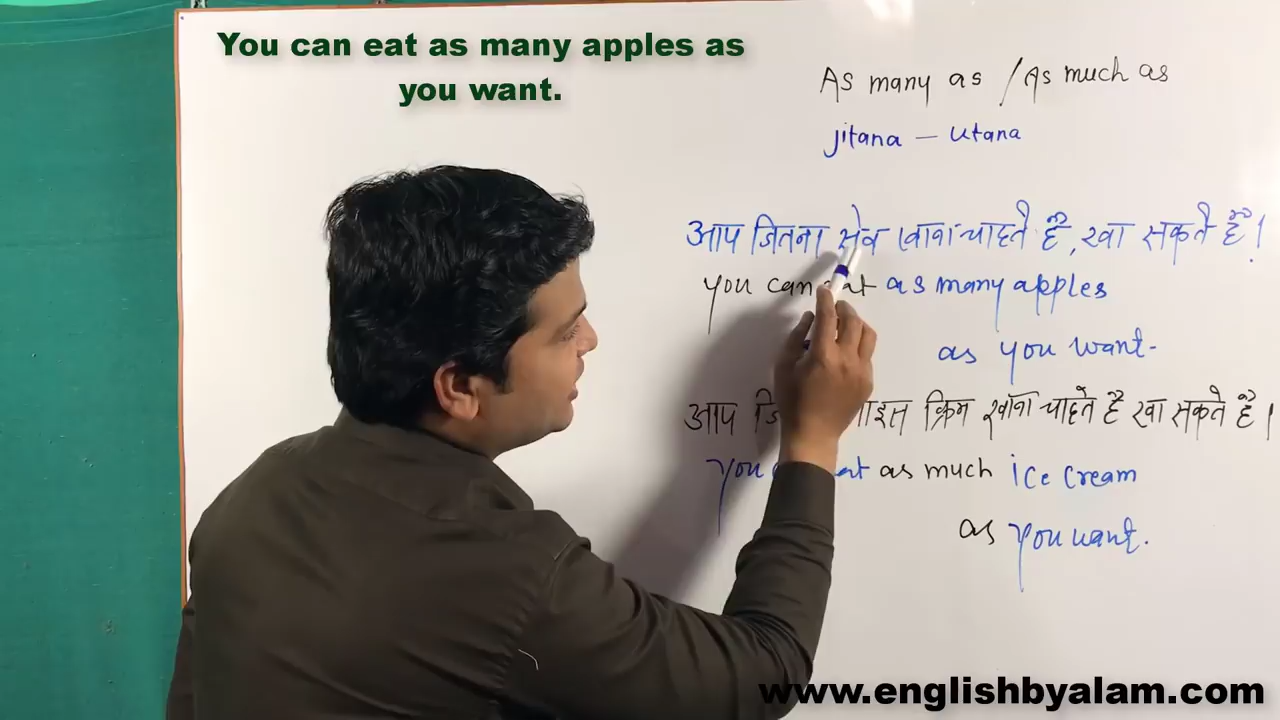 You can eat as many apples as
you want.
As many as / As much as
Jitana — Utana
आप जितना सेव खाना चाहते हैं, खा सकते हैं।
you can eat as many apples
as you want.
आप क्रिम खाना चाहते है खा सकते है।
You as much ice cream
as you want.
www.englishbyalam.com